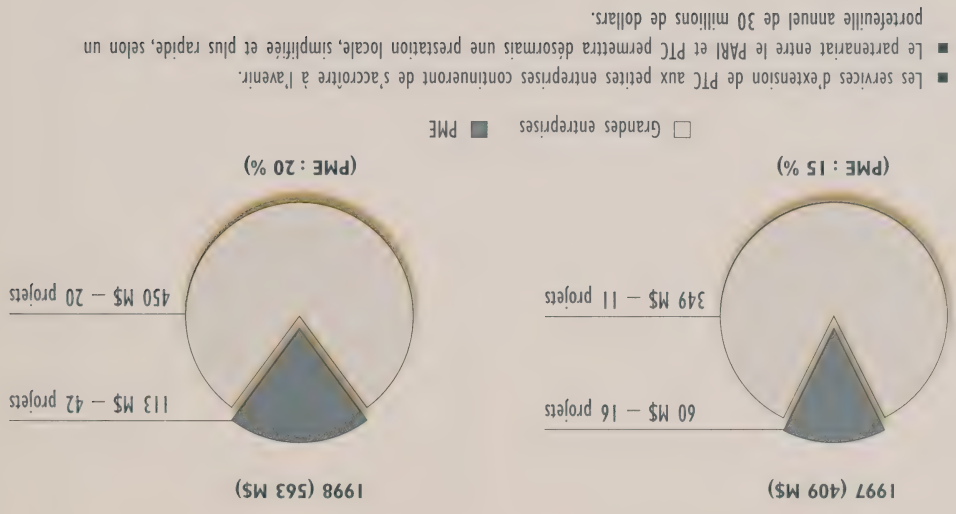 1997 (409 M$)
1998 (563 M$)
60 M$ – 16 projets
113 M$ – 42 projets
349 M$ – 11 projets
450 M$ – 20 projets
(PME : 15 %)
(PME : 20 %)
Grandes entreprises
PME
■ Les services d'extension de PTC aux petites entreprises continueront de s'accroître à l'avenir.
■ Le partenariat entre le PARI et PTC permettra désormais une prestation locale, simplifiée et plus rapide, selon un
portefeuille annuel de 30 millions de dollars.